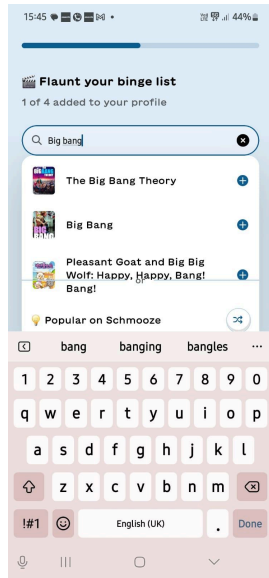 15:45
44%
🎬 Flaunt your binge list
1 of 4 added to your profile
Big bang
The Big Bang Theory
Big Bang
Pleasant Goat and Big Big
Wolf: Happy, Happy, Bang!
Bang!
or
💡 Popular on Schmooze
bang banging bangles ...
1 2 3 4 5 6 7 8 9 0
q w e r t y u i o p
a s d f g h j k l
z x c v b n m
!#1 English (UK) . Done